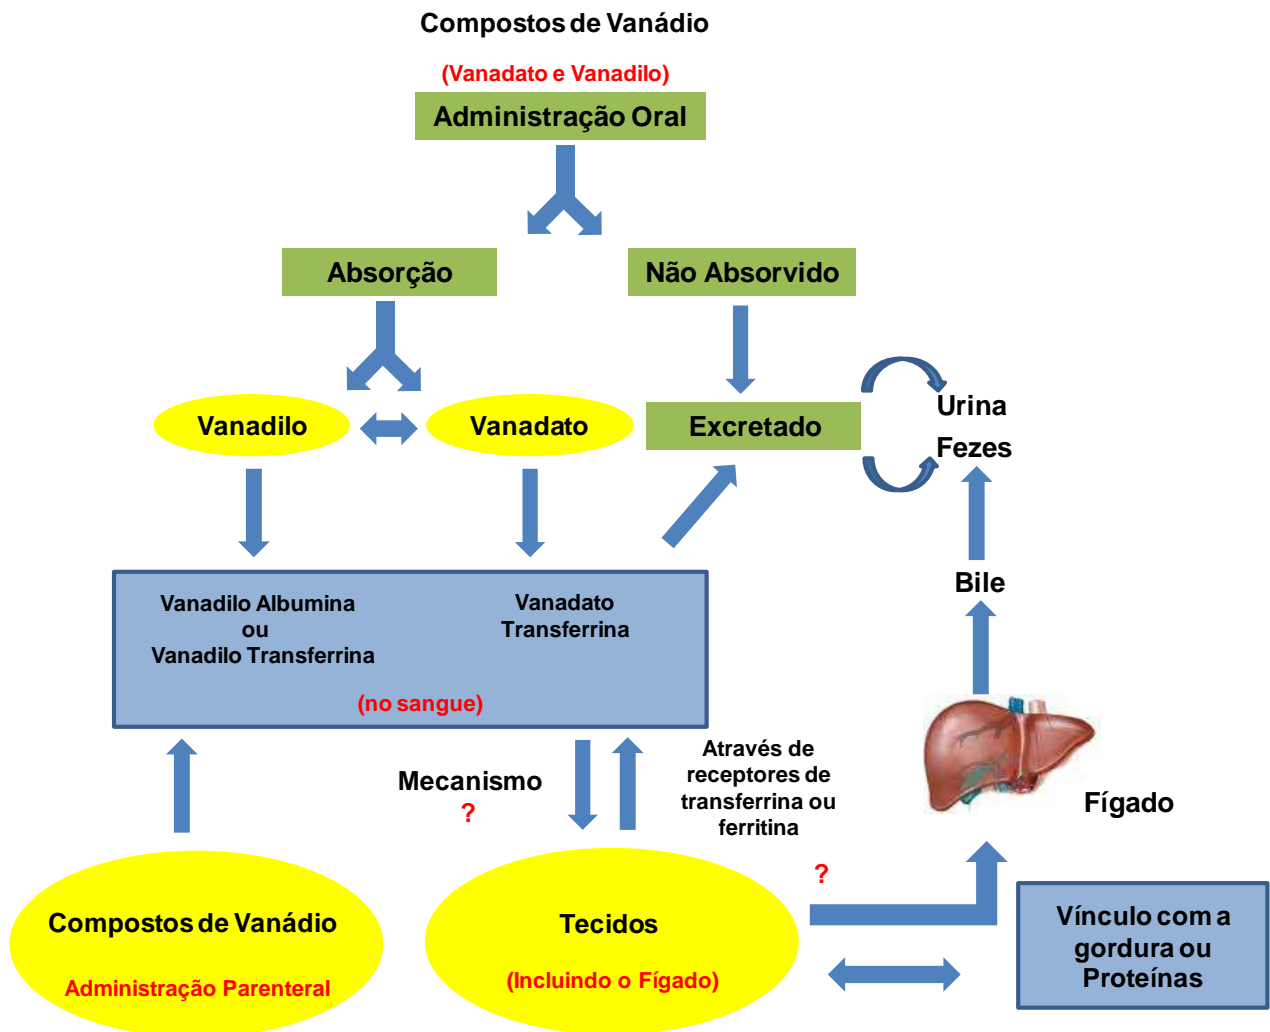 Compostos de Vanádio
(Vanadato e Vanadilo)
Administração Oral
Absorção
Não Absorvido
Vanadilo
Vanadato
Excretado
Urina
Fezes
Vanadilo Albumina
ou
Vanadilo Transferrina
Vanadato
Transferrina
(no sangue)
Bile
Mecanismo
?
Através de
receptores de
transferrina ou
ferritina
?
Fígado
Compostos de Vanádio
Administração Parenteral
Tecidos
(Incluindo o Fígado)
Vínculo com a
gordura ou
Proteínas